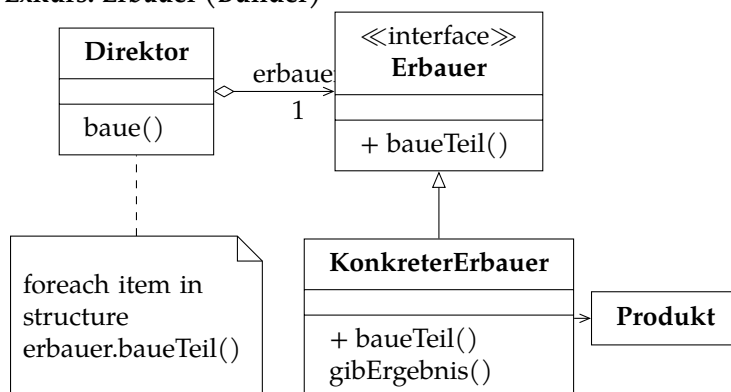 Exkurs: Erbauer (Builder)
Direktor
baue()
erbauer
1
≪interface≫
Erbauer
+ baueTeil()
foreach item in
structure
erbauer.baueTeil()
KonkreterErbauer
+ baueTeil()
gibErgebnis()
Produkt